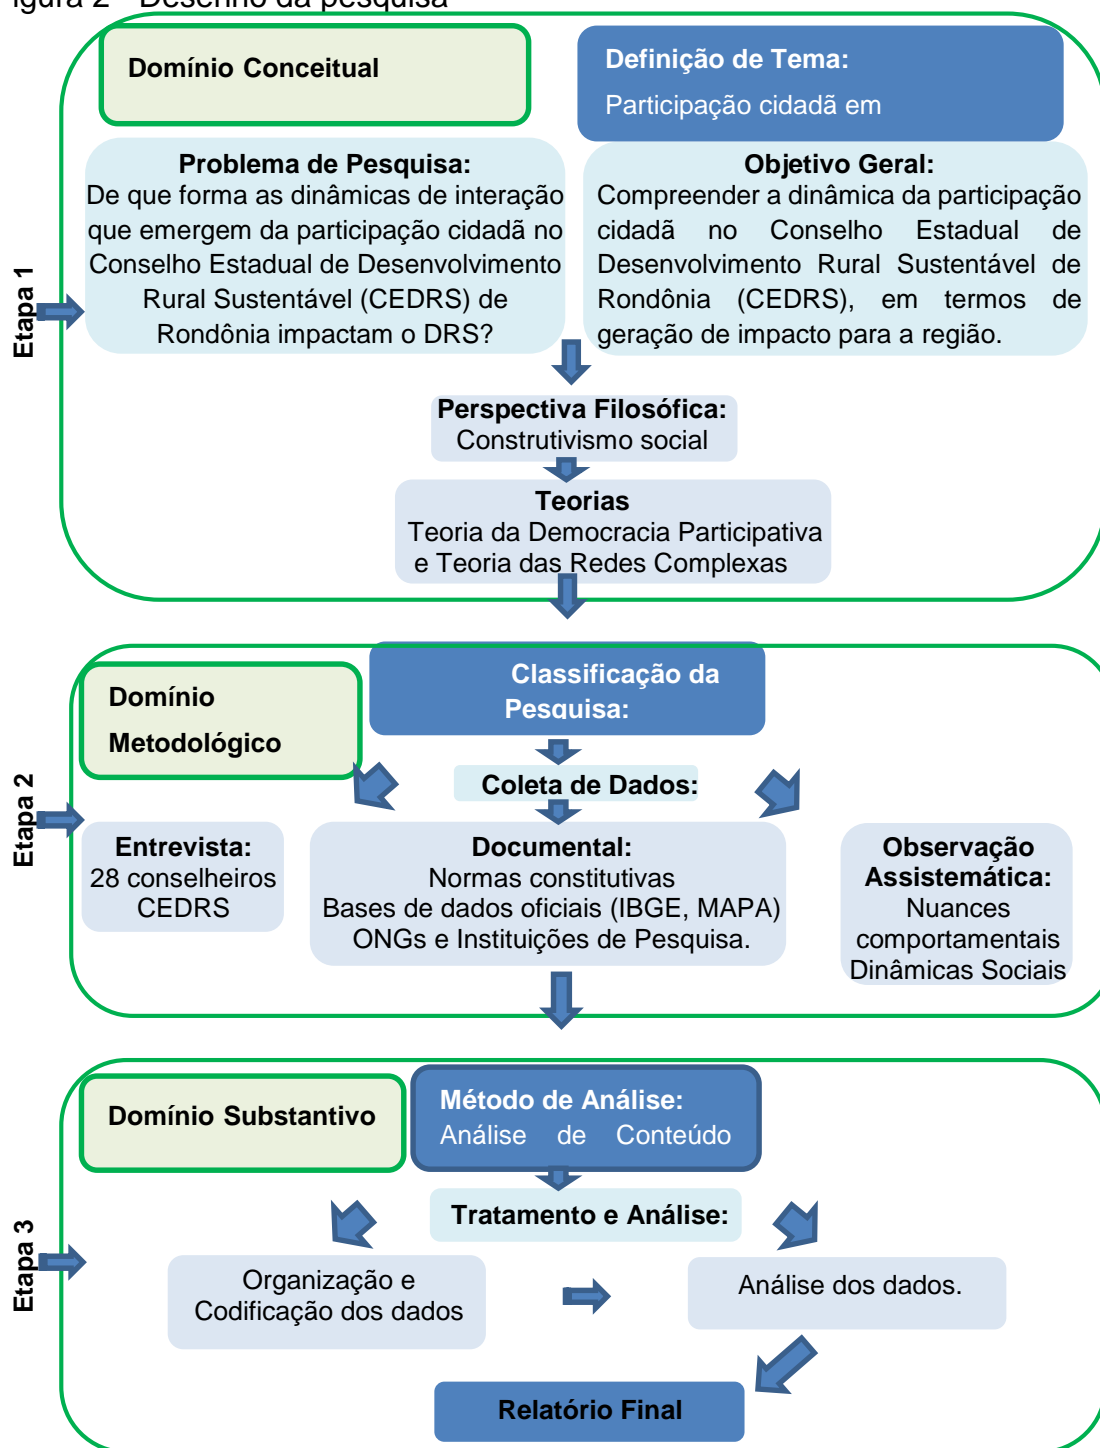 igura 2 - Desenho da pesquisa
Domínio Conceitual
Definição de Tema:
Participação cidadã em
Problema de Pesquisa:
De que forma as dinâmicas de interação
que emergem da participação cidadã no
Conselho Estadual de Desenvolvimento
Rural Sustentável (CEDRS) de
Rondônia impactam o DRS?
Objetivo Geral:
Compreender a dinâmica da participação
cidadã no Conselho Estadual de
Desenvolvimento Rural Sustentável de
Rondônia (CEDRS), em termos de
geração de impacto para a região.
Etapa 1
Perspectiva Filosófica:
Construtivismo social
Teorias
Teoria da Democracia Participativa
e Teoria das Redes Complexas
Domínio
Metodológico
Classificação da
Pesquisa:
Etapa 2
Coleta de Dados:
Entrevista:
28 conselheiros
CEDRS
Documental:
Normas constitutivas
Bases de dados oficiais (IBGE, MAPA)
ONGs e Instituições de Pesquisa.
Observação
Assistemática:
Nuances
comportamentais
Dinâmicas Sociais
Domínio Substantivo
Método de Análise:
Análise de Conteúdo
Etapa 3
Tratamento e Análise:
Organização e
Codificação dos dados
Análise dos dados.
Relatório Final